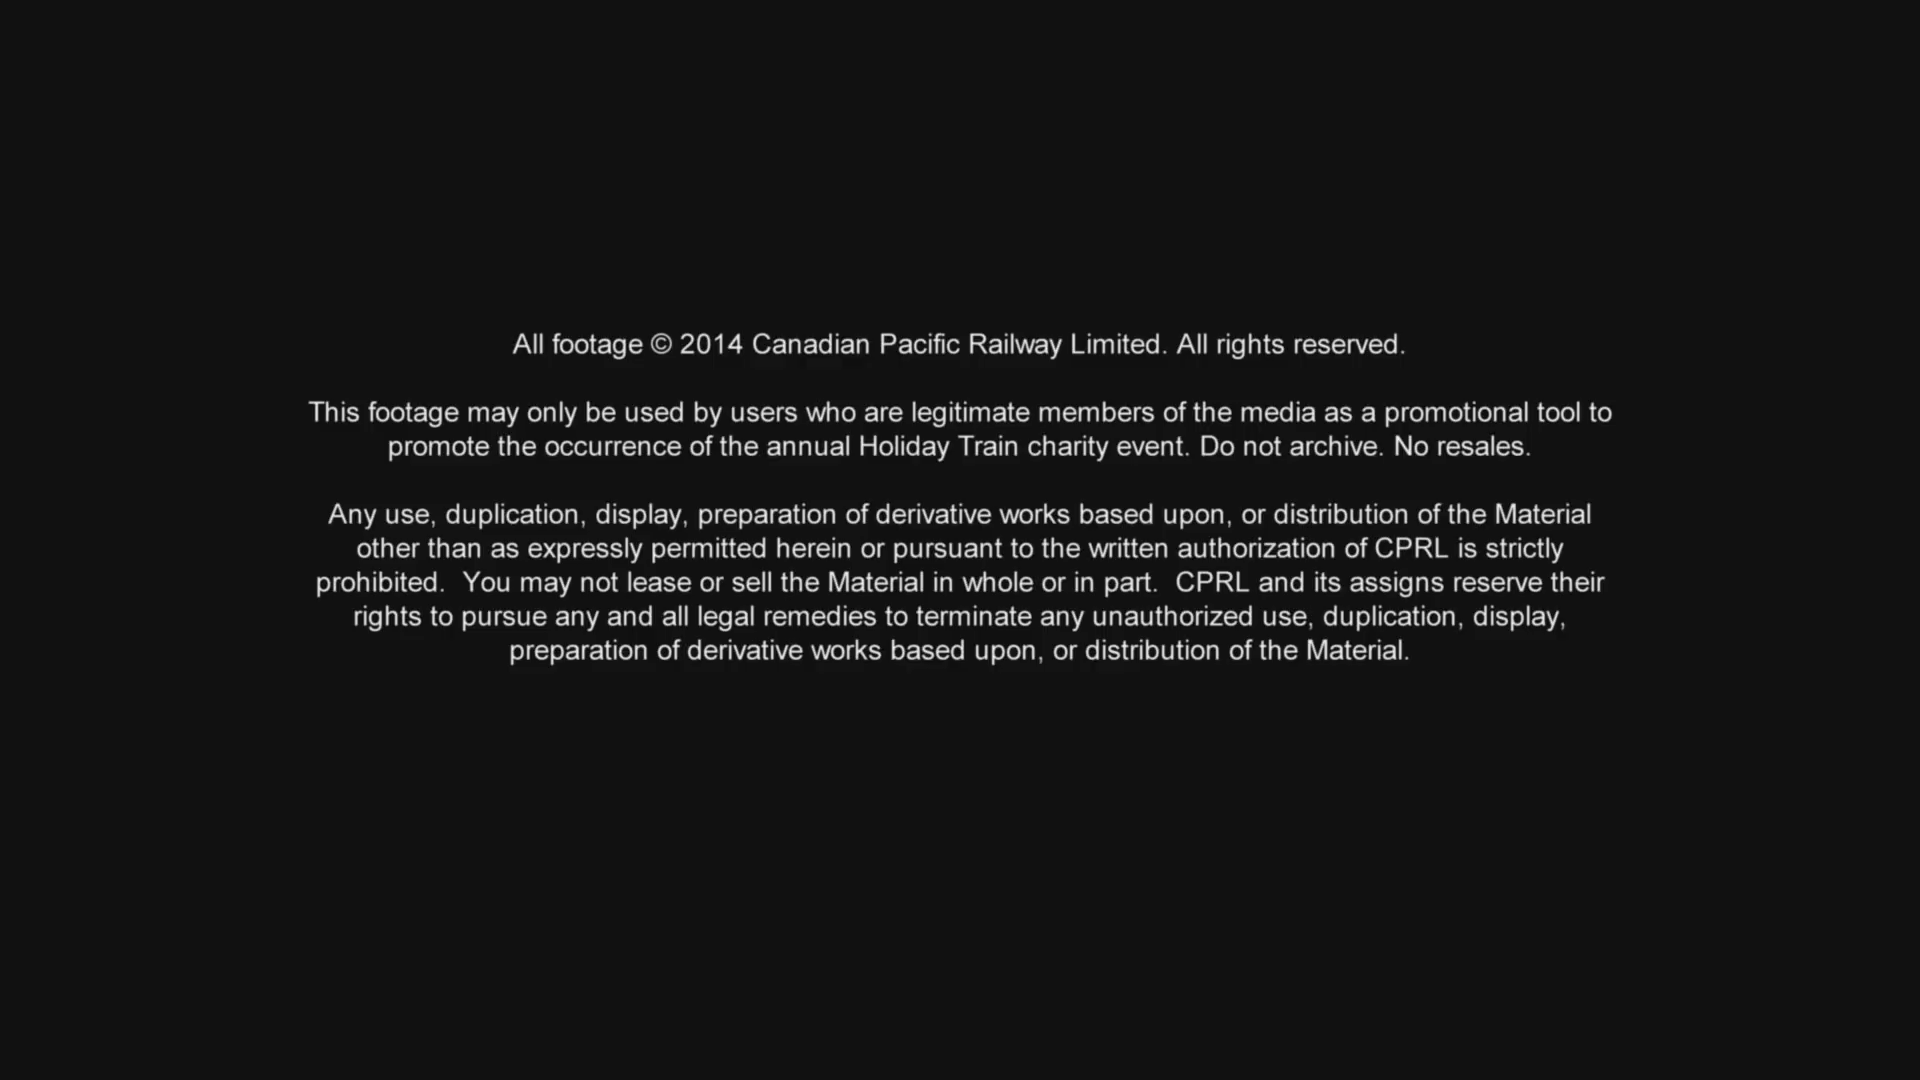 All footage © 2014 Canadian Pacific Railway Limited. All rights reserved.
This footage may only be used by users who are legitimate members of the media as a promotional tool to
promote the occurrence of the annual Holiday Train charity event. Do not archive. No resales.
Any use, duplication, display, preparation of derivative works based upon, or distribution of the Material
other than as expressly permitted herein or pursuant to the written authorization of CPRL is strictly
prohibited.  You may not lease or sell the Material in whole or in part.  CPRL and its assigns reserve their
rights to pursue any and all legal remedies to terminate any unauthorized use, duplication, display,
preparation of derivative works based upon, or distribution of the Material.